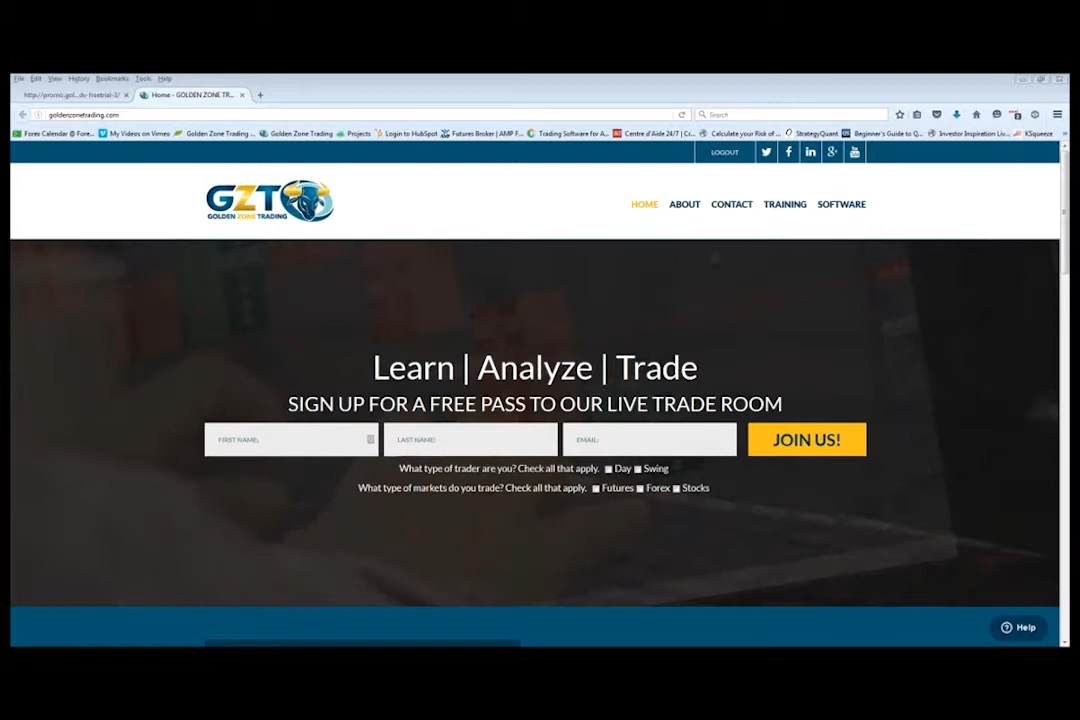 File Edit View History Bookmarks Tools Help
http://promo.gol...dv-freetrial-3/ × Home - GOLDEN ZONE TR... × +
goldenzonetrading.com Search
Forex Calendar @ Fore... My Videos on Vimeo Golden Zone Trading ... Golden Zone Trading Projects Login to HubSpot Futures Broker | AMP F... Trading Software for A... Centre d'Aide 24/7 | Cr... Calculate your Risk of ... StrategyQuant Beginner's Guide to Q... Investor Inspiration Liv... KSqueeze »
LOGOUT
GZT
GOLDEN ZONE TRADING
HOME ABOUT CONTACT TRAINING SOFTWARE
Learn | Analyze | Trade
SIGN UP FOR A FREE PASS TO OUR LIVE TRADE ROOM
FIRST NAME: LAST NAME: EMAIL: JOIN US!
What type of trader are you? Check all that apply. Day Swing
What type of markets do you trade? Check all that apply. Futures Forex Stocks
Help